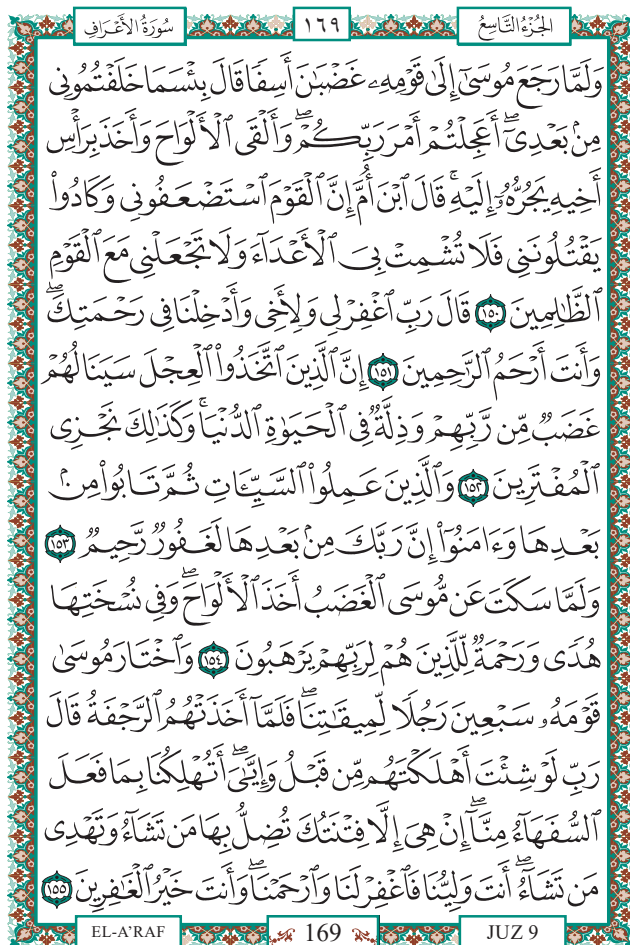 سُورَةُ الأَعْرَافِ ١٦٩ الجُزْءُ التَّاسِعُ
وَلَمَّا رَجَعَ مُوسَىٰٓ إِلَىٰ قَوْمِهِۦ غَضْبَٰنَ أَسِفًا قَالَ بِئْسَمَا خَلَفْتُمُونِى
مِنۢ بَعْدِىٓۖ أَعَجِلْتُمْ أَمْرَ رَبِّكُمْۖ وَأَلْقَى ٱلْأَلْوَاحَ وَأَخَذَ بِرَأْسِ
أَخِيهِ يَجُرُّهُۥٓ إِلَيْهِۚ قَالَ ٱبْنَ أُمَّ إِنَّ ٱلْقَوْمَ ٱسْتَضْعَفُونِى وَكَادُوا۟
يَقْتُلُونَنِى فَلَا تُشْمِتْ بِىَ ٱلْأَعْدَآءَ وَلَا تَجْعَلْنِى مَعَ ٱلْقَوْمِ
ٱلظَّٰلِمِينَ ١٥٠ قَالَ رَبِّ ٱغْفِرْ لِى وَلِأَخِى وَأَدْخِلْنَا فِى رَحْمَتِكَۖ
وَأَنتَ أَرْحَمُ ٱلرَّٰحِمِينَ ١٥١ إِنَّ ٱلَّذِينَ ٱتَّخَذُوا۟ ٱلْعِجْلَ سَيَنَالُهُمْ
غَضَبٌ مِّن رَّبِّهِمْ وَذِلَّةٌ فِى ٱلْحَيَوٰةِ ٱلدُّنْيَاۚ وَكَذَٰلِكَ نَجْزِى
ٱلْمُفْتَرِينَ ١٥٢ وَٱلَّذِينَ عَمِلُوا۟ ٱلسَّيِّـَٔاتِ ثُمَّ تَابُوا۟ مِنۢ
بَعْدِهَا وَءَامَنُوٓا۟ إِنَّ رَبَّكَ مِنۢ بَعْدِهَا لَغَفُورٌ رَّحِيمٌ ١٥٣
وَلَمَّا سَكَتَ عَن مُّوسَى ٱلْغَضَبُ أَخَذَ ٱلْأَلْوَاحَۖ وَفِى نُسْخَتِهَا
هُدًى وَرَحْمَةٌ لِّلَّذِينَ هُمْ لِرَبِّهِمْ يَرْهَبُونَ ١٥٤ وَٱخْتَارَ مُوسَىٰ
قَوْمَهُۥ سَبْعِينَ رَجُلًا لِّمِيقَٰتِنَاۖ فَلَمَّآ أَخَذَتْهُمُ ٱلرَّجْفَةُ قَالَ
رَبِّ لَوْ شِئْتَ أَهْلَكْتَهُم مِّن قَبْلُ وَإِيَّٰىَۖ أَتُهْلِكُنَا بِمَا فَعَلَ
ٱلسُّفَهَآءُ مِنَّآۖ إِنْ هِىَ إِلَّا فِتْنَتُكَ تُضِلُّ بِهَا مَن تَشَآءُ وَتَهْدِى
مَن تَشَآءُۖ أَنتَ وَلِيُّنَا فَٱغْفِرْ لَنَا وَٱرْحَمْنَاۖ وَأَنتَ خَيْرُ ٱلْغَٰفِرِينَ ١٥٥
EL-A'RAF 169 JUZ 9